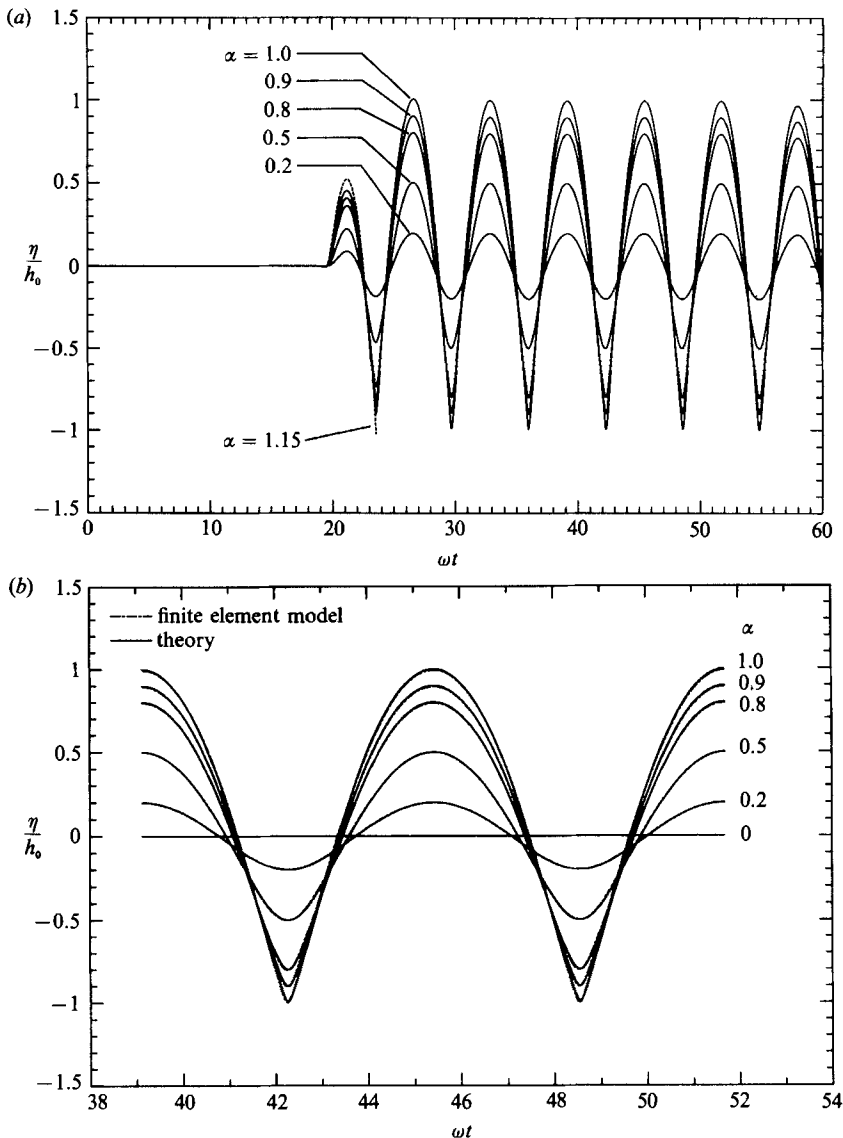 (a)
1.5
1
0.5
0
−0.5
−1
−1.5
η
h₀
α = 1.0
0.9
0.8
0.5
0.2
α = 1.15
0 10 20 30 40 50 60
ωt
(b)
1.5
1
0.5
0
−0.5
−1
−1.5
η
h₀
finite element model
theory
α
1.0
0.9
0.8
0.5
0.2
0
38 40 42 44 46 48 50 52 54
ωt